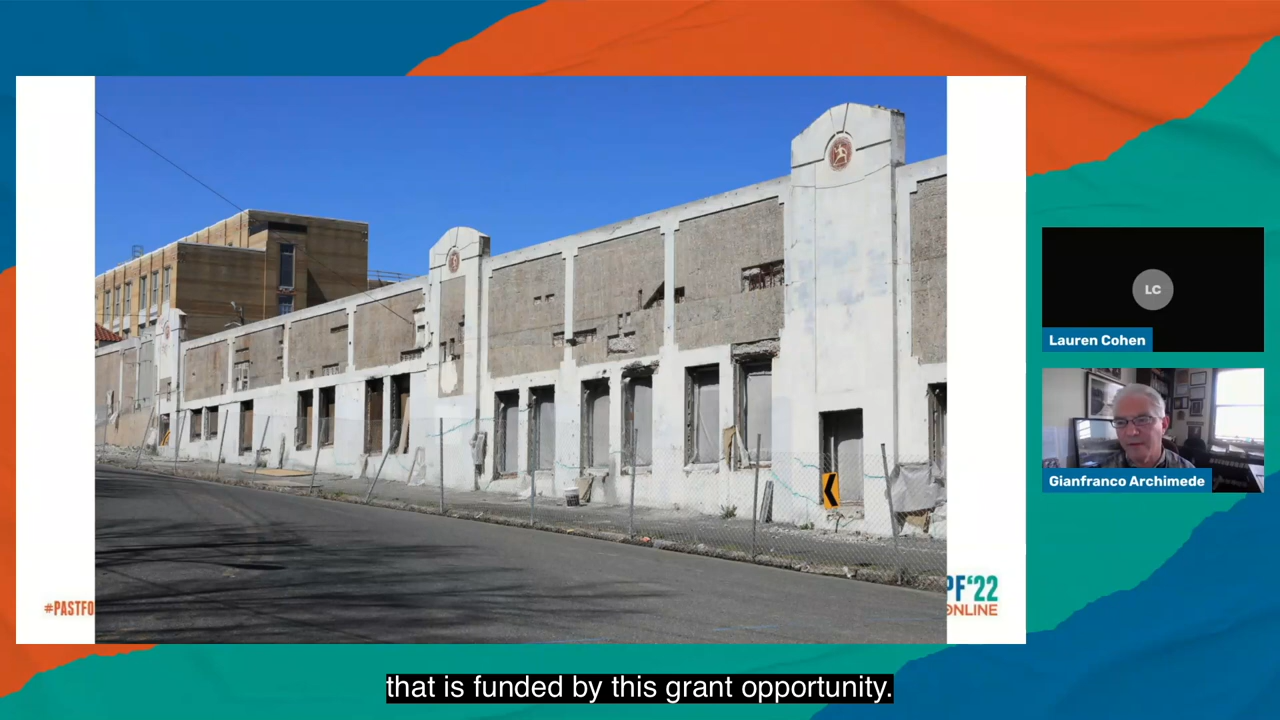 LC
Lauren Cohen
Gianfranco Archimede
#PASTFO
PF‘22
ONLINE
that is funded by this grant opportunity.